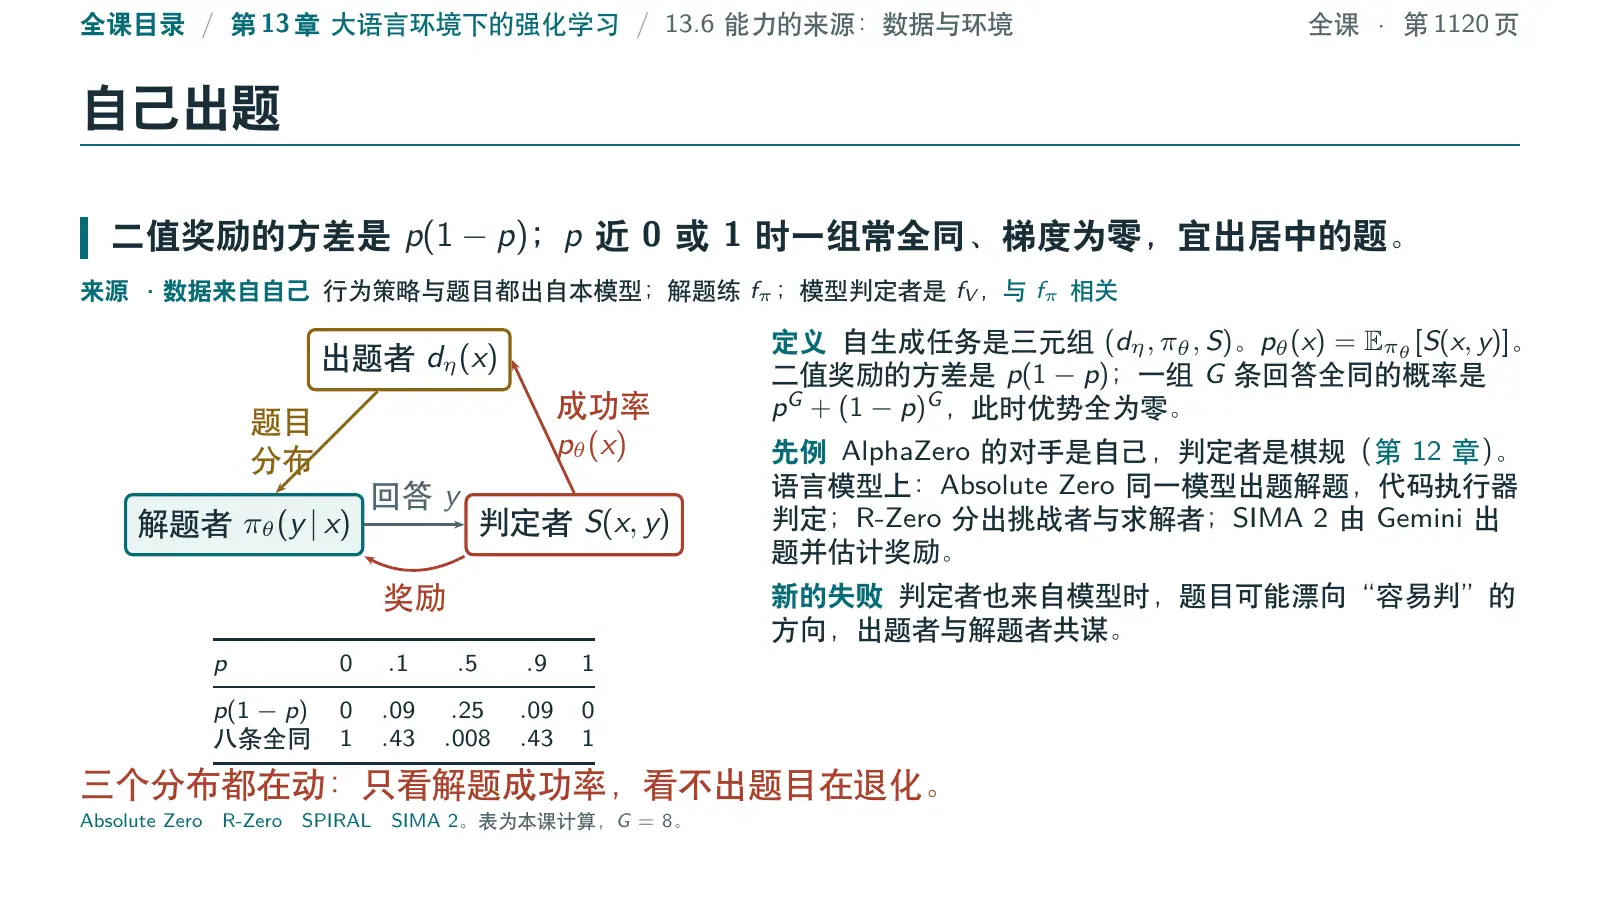 全课目录 / 第13章 大语言环境下的强化学习 / 13.6 能力的来源：数据与环境
全课 · 第1120页
自己出题
二值奖励的方差是 p(1 − p)；p 近 0 或 1 时一组常全同、梯度为零，宜出居中的题。
来源 · 数据来自自己 行为策略与题目都出自本模型；解题练 fπ；模型判定者是 fV，与 fπ 相关
出题者 dη(x)
题目
分布
成功率
pθ(x)
解题者 πθ(y | x)
回答 y
判定者 S(x, y)
奖励
p 0 .1 .5 .9 1
p(1 − p) 0 .09 .25 .09 0
八条全同 1 .43 .008 .43 1
定义 自生成任务是三元组 (dη, πθ, S)。pθ(x) = 𝔼πθ[S(x, y)]。
二值奖励的方差是 p(1 − p)；一组 G 条回答全同的概率是
p^G + (1 − p)^G，此时优势全为零。
先例 AlphaZero 的对手是自己，判定者是棋规（第 12 章）。
语言模型上：Absolute Zero 同一模型出题解题，代码执行器
判定；R-Zero 分出挑战者与求解者；SIMA 2 由 Gemini 出
题并估计奖励。
新的失败 判定者也来自模型时，题目可能漂向“容易判”的
方向，出题者与解题者共谋。
三个分布都在动：只看解题成功率，看不出题目在退化。
Absolute Zero R-Zero SPIRAL SIMA 2。表为本课计算，G = 8。